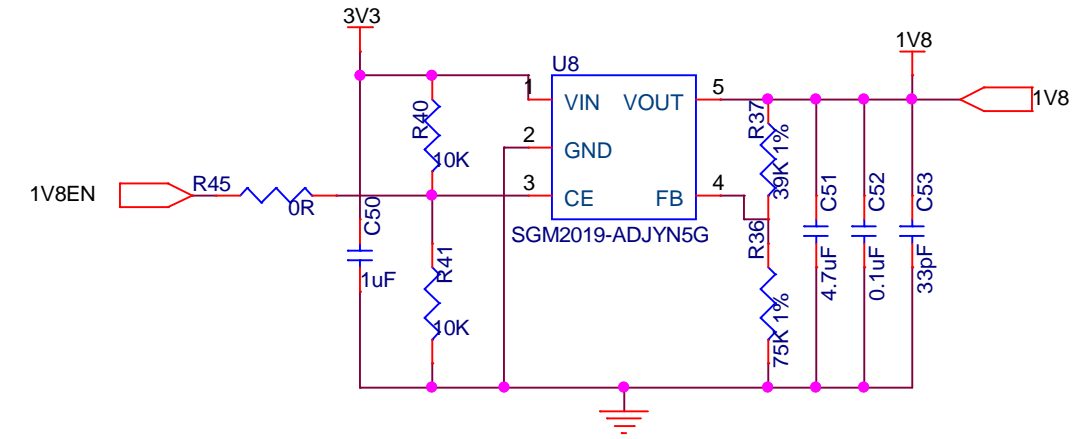 3V3
1V8
U8
1
VIN
VOUT
5
1V8
R40
R37
10K
39K 1%
2
GND
1V8EN
R45
0R
3
CE
FB
4
C50
C51
C52
C53
SGM2019-ADJYN5G
R36
1uF
R41
4.7uF
0.1uF
33pF
10K
75K 1%